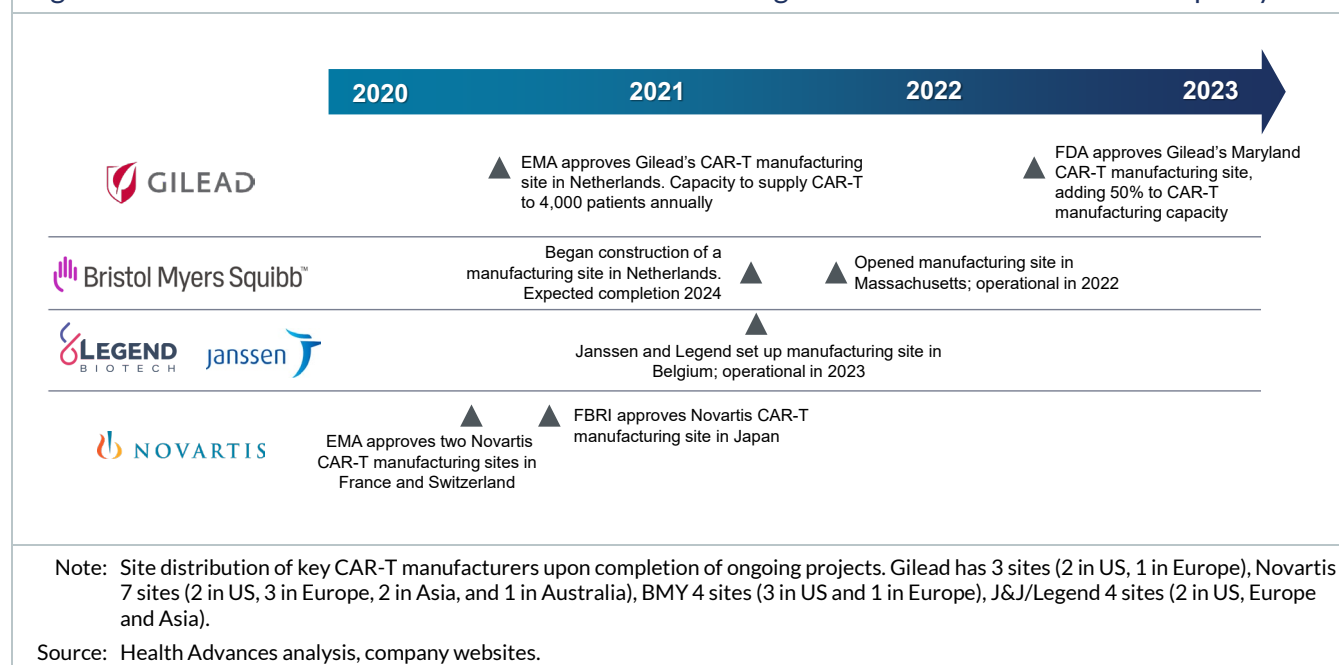 2020 2021 2022 2023
GILEAD
EMA approves Gilead's CAR-T manufacturing
site in Netherlands. Capacity to supply CAR-T
to 4,000 patients annually
FDA approves Gilead's Maryland
CAR-T manufacturing site,
adding 50% to CAR-T
manufacturing capacity
Bristol Myers Squibb™
Began construction of a
manufacturing site in Netherlands.
Expected completion 2024
Opened manufacturing site in
Massachusetts; operational in 2022
LEGEND
BIOTECH
janssen
Janssen and Legend set up manufacturing site in
Belgium; operational in 2023
NOVARTIS
EMA approves two Novartis
CAR-T manufacturing sites in
France and Switzerland
FBRI approves Novartis CAR-T
manufacturing site in Japan
Note: Site distribution of key CAR-T manufacturers upon completion of ongoing projects. Gilead has 3 sites (2 in US, 1 in Europe), Novartis
7 sites (2 in US, 3 in Europe, 2 in Asia, and 1 in Australia), BMY 4 sites (3 in US and 1 in Europe), J&J/Legend 4 sites (2 in US, Europe
and Asia).
Source: Health Advances analysis, company websites.